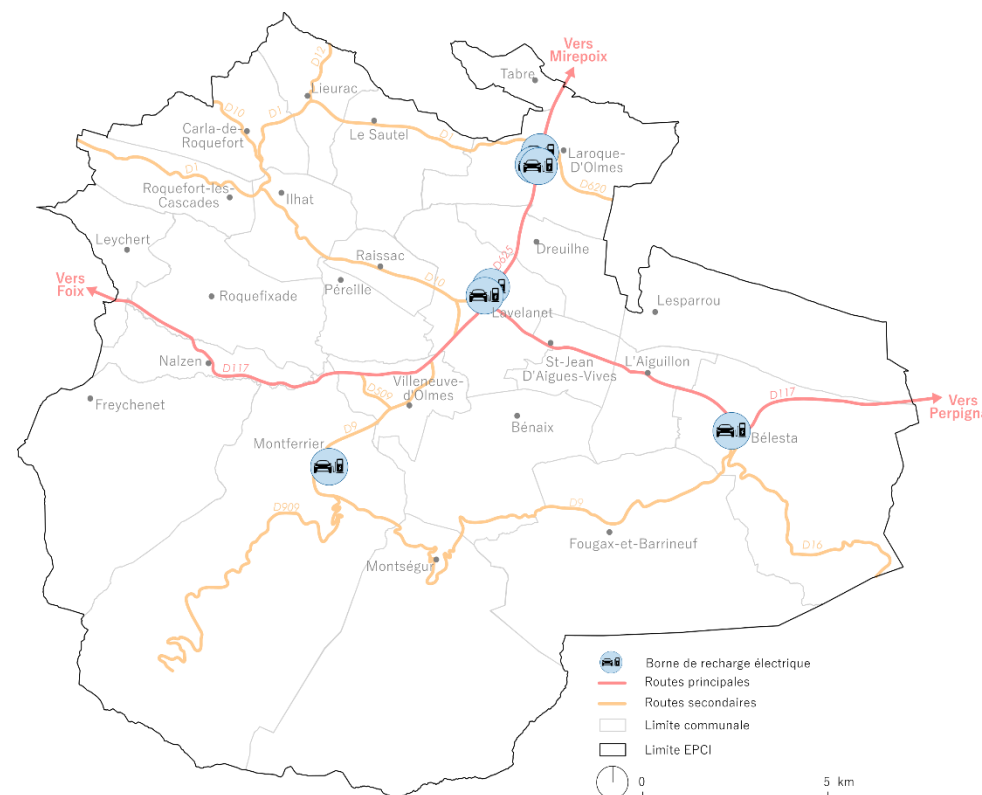 Vers
Mirepoix
Tabre
D12
Lieurac
D10
D1
Carla-de-
Roquefort
Le Sautel
D1
Laroque-
D'Olmes
D1
D620
Roquefort-les-
Cascades
Ilhat
Leychert
Dreuilhe
D625
Raissac
D10
Vers
Foix
Péreille
Roquefixade
Lesparrou
Lavelanet
Nalzen
D117
St-Jean
D'Aigues-Vives
L'Aiguillon
D509
Villeneuve-
d'Olmes
D117
Vers
Perpigna
Freychenet
Bénaix
D9
Montferrier
Bélesta
D909
D9
Fougax-et-Barrineuf
D16
Montségur
Borne de recharge électrique
Routes principales
Routes secondaires
Limite communale
Limite EPCI
0
5 km